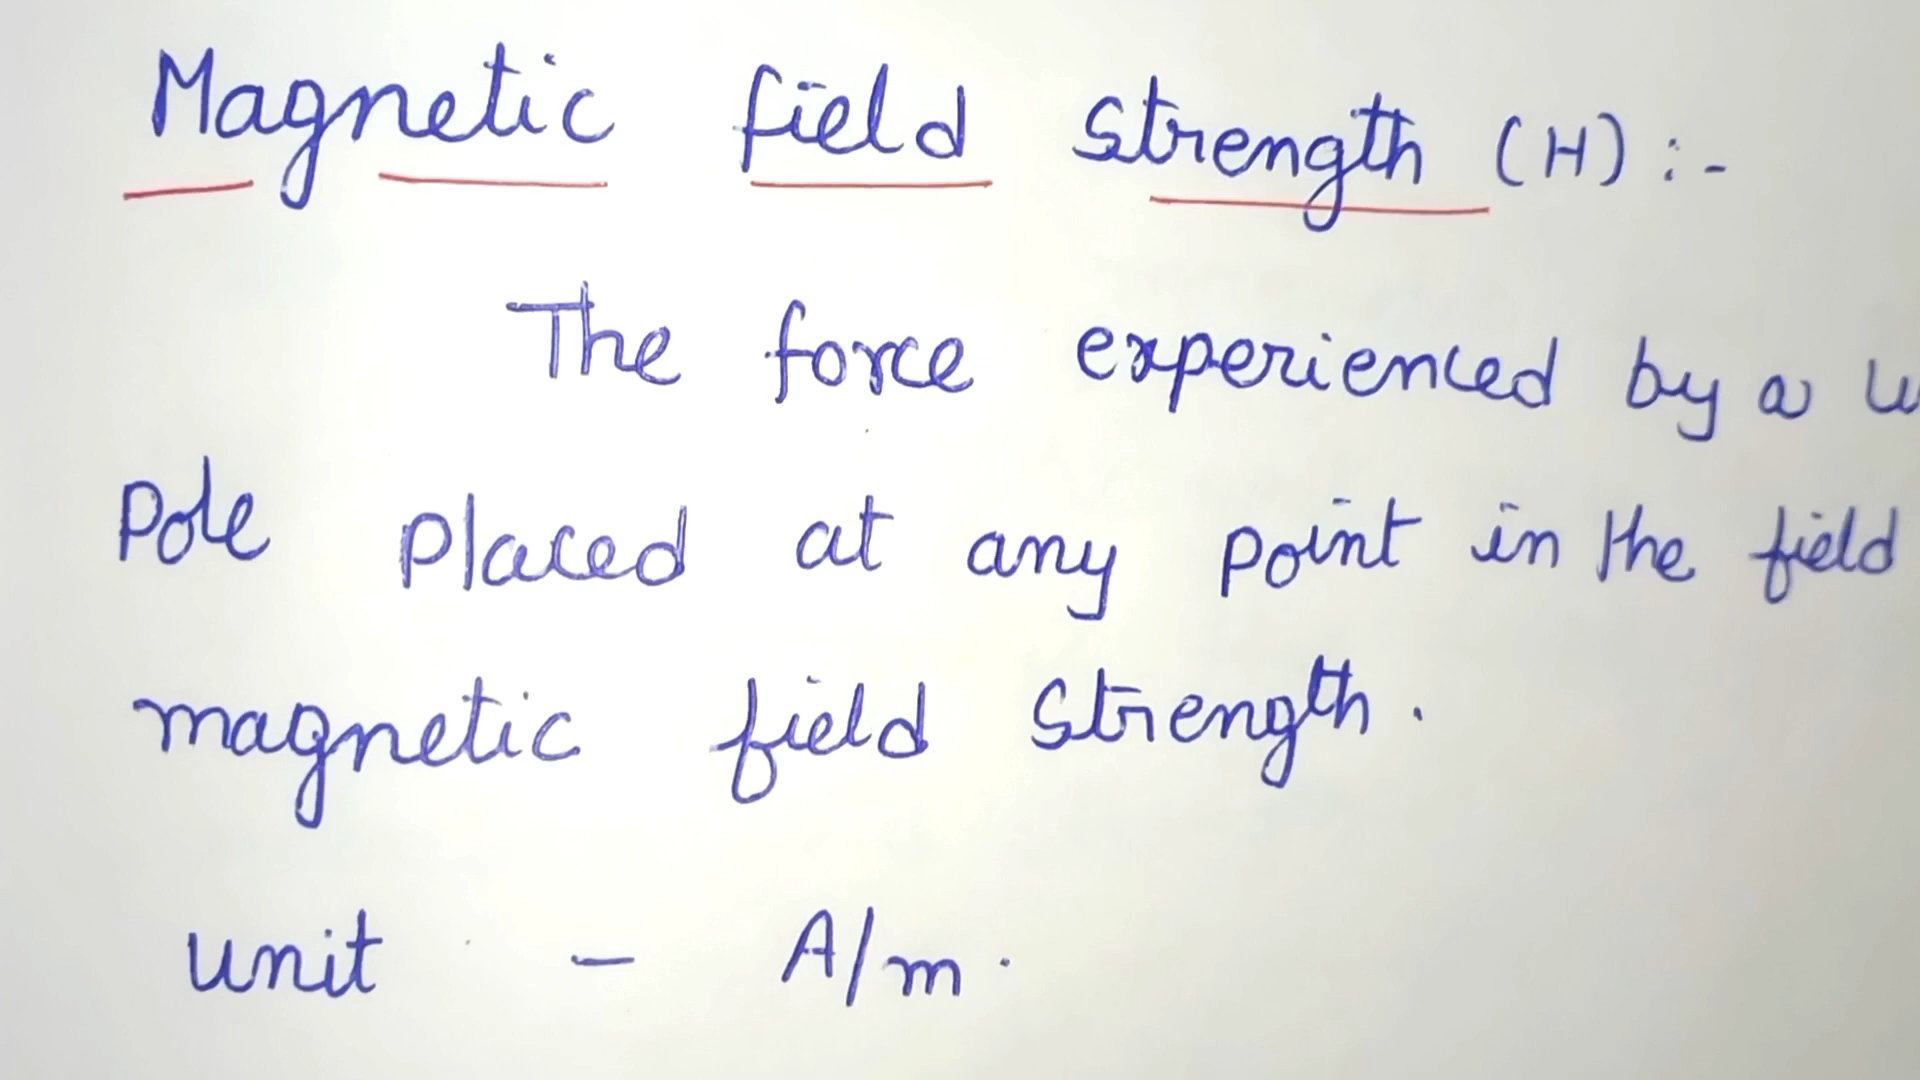 Magnetic field strength (H) :-
The force experienced by a
Pole placed at any point in the field
magnetic field strength.
unit - A/m.